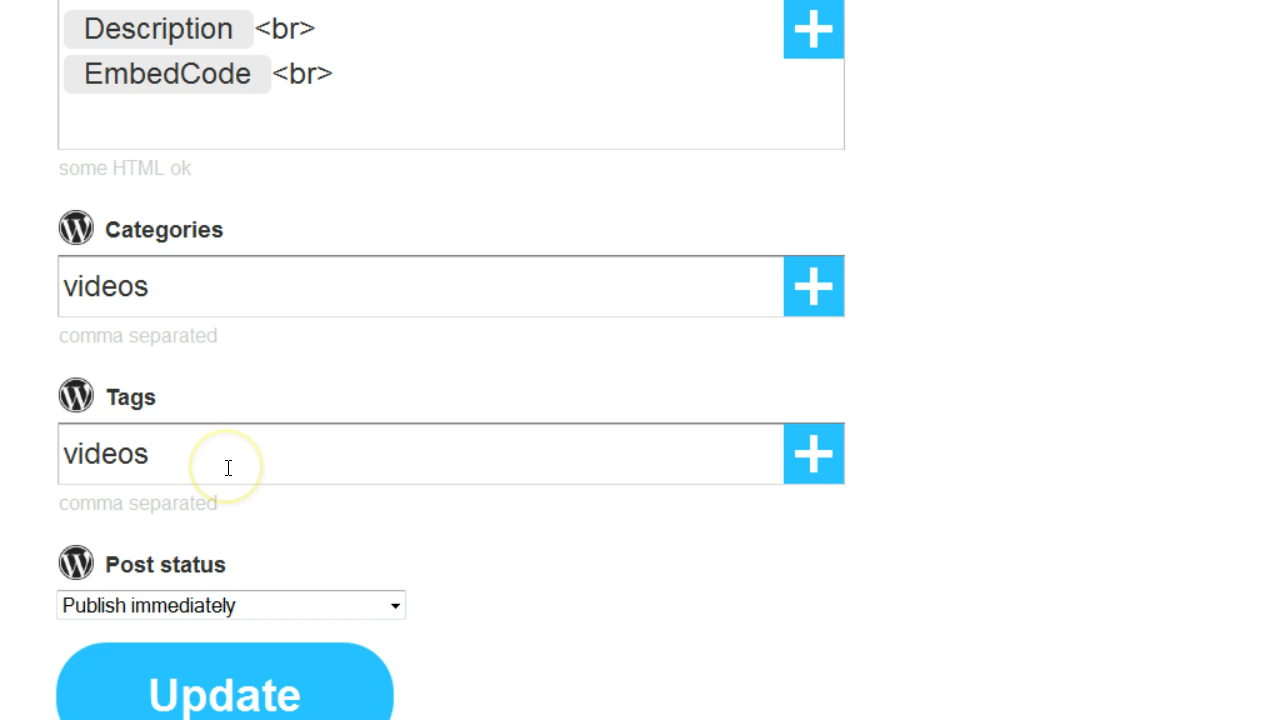 Description <br>
EmbedCode <br>
some HTML ok
Categories
videos
comma separated
Tags
videos
comma separated
Post status
Publish immediately
Update